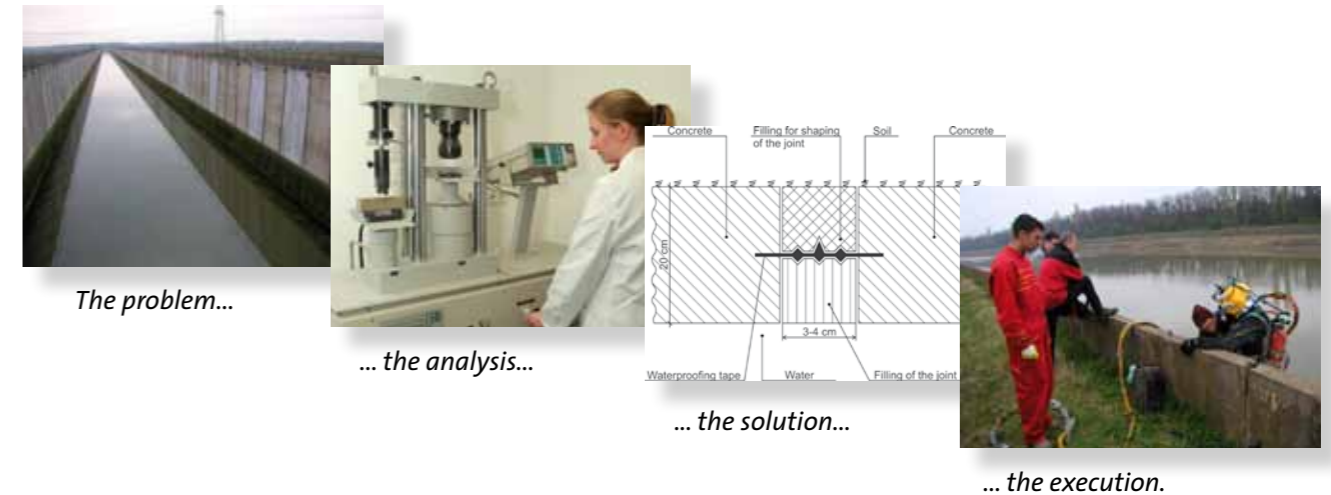 The problem...
... the analysis...
Concrete
Filling for shaping
of the joint
Soil
Concrete
20 cm
3-4 cm
Waterproofing tape
Water
Filling of the joint
... the solution...
... the execution.